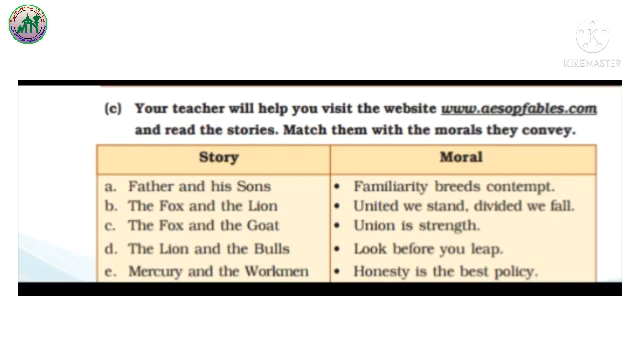 KINEMASTER
(c) Your teacher will help you visit the website www.aesopfables.com
and read the stories. Match them with the morals they convey.
Story Moral
a. Father and his Sons • Familiarity breeds contempt.
b. The Fox and the Lion • United we stand, divided we fall.
c. The Fox and the Goat • Union is strength.
d. The Lion and the Bulls • Look before you leap.
e. Mercury and the Workmen • Honesty is the best policy.